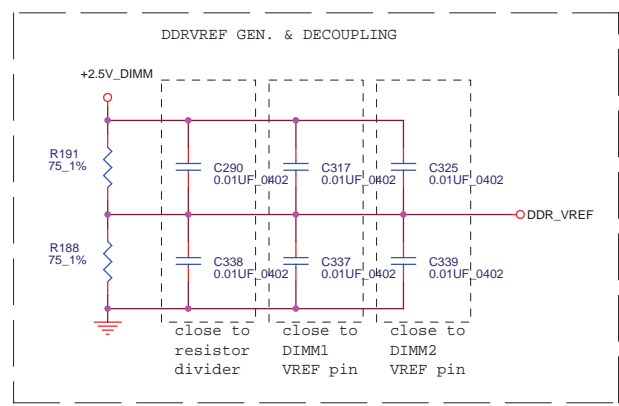 DDRVREF GEN. & DECOUPLING
+2.5V_DIMM
R191
75_1%
C290
0.01UF_0402
C317
0.01UF_0402
C325
0.01UF_0402
DDR_VREF
R188
75_1%
C338
0.01UF_0402
C337
0.01UF_0402
C339
0.01UF_0402
close to
resistor
divider
close to
DIMM1
VREF pin
close to
DIMM2
VREF pin